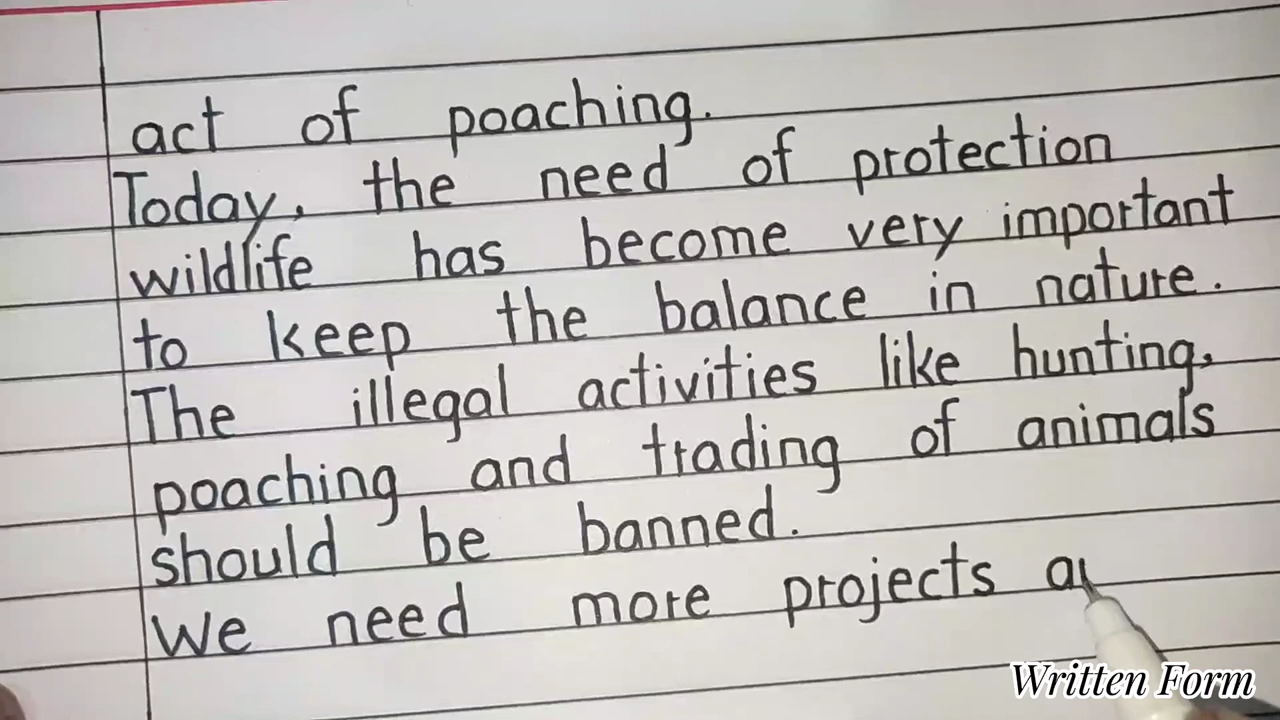 act of poaching.
Today, the need of protection
wildlife has become very important
to keep the balance in nature.
The illegal activities like hunting,
poaching and trading of animals
should be banned.
We need more projects
Written Form